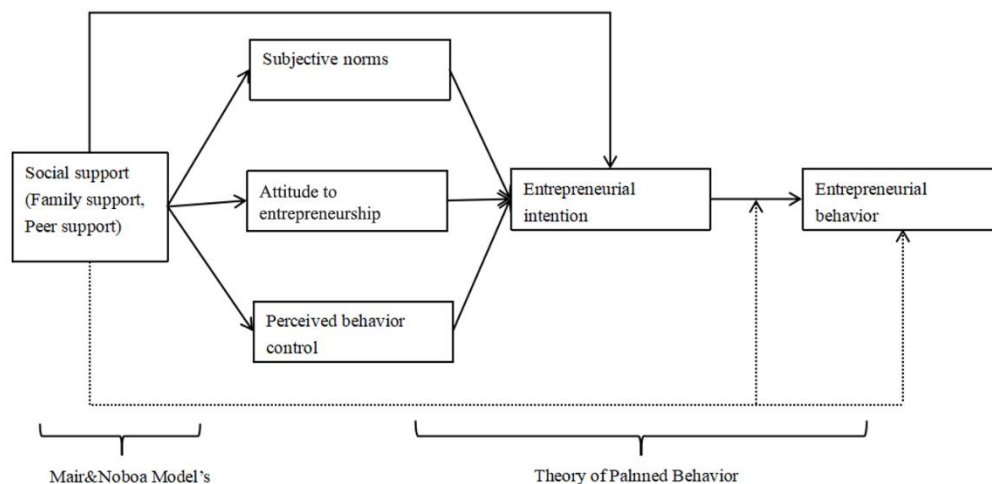 Subjective norms
Social support
(Family support,
Peer support)
Attitude to
entrepreneurship
Entrepreneurial
intention
Entrepreneurial
behavior
Perceived behavior
control
Mair&Noboa Model’s
Theory of Palnned Behavior